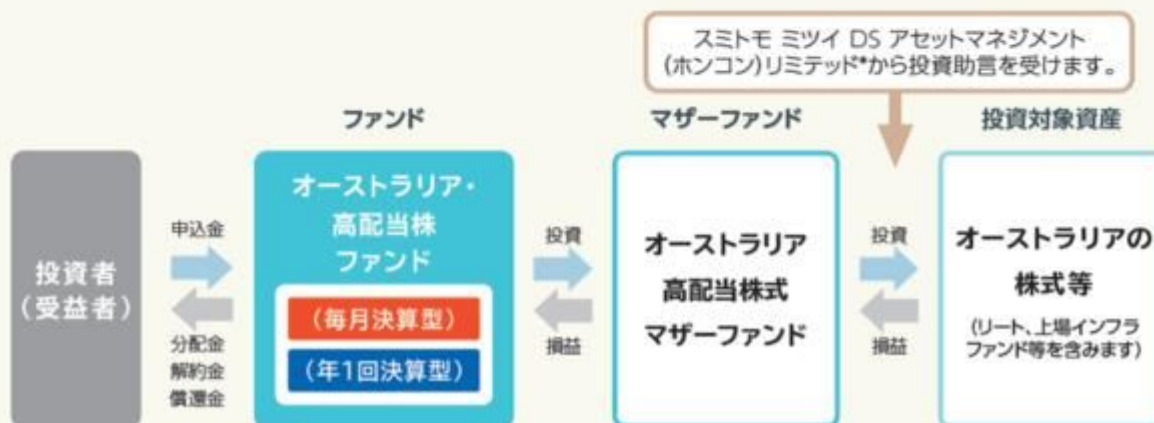 スミトモ ミツイ DS アセットマネジメント
(ホンコン)リミテッド*から投資助言を受けます。
ファンド
マザーファンド
投資対象資産
投資者
(受益者)
申込金
分配金
解約金
償還金
オーストラリア・
高配当株
ファンド
(毎月決算型)
(年1回決算型)
投資
損益
オーストラリア
高配当株式
マザーファンド
投資
損益
オーストラリアの
株式等
(リート、上場インフラ
ファンド等を含みます)